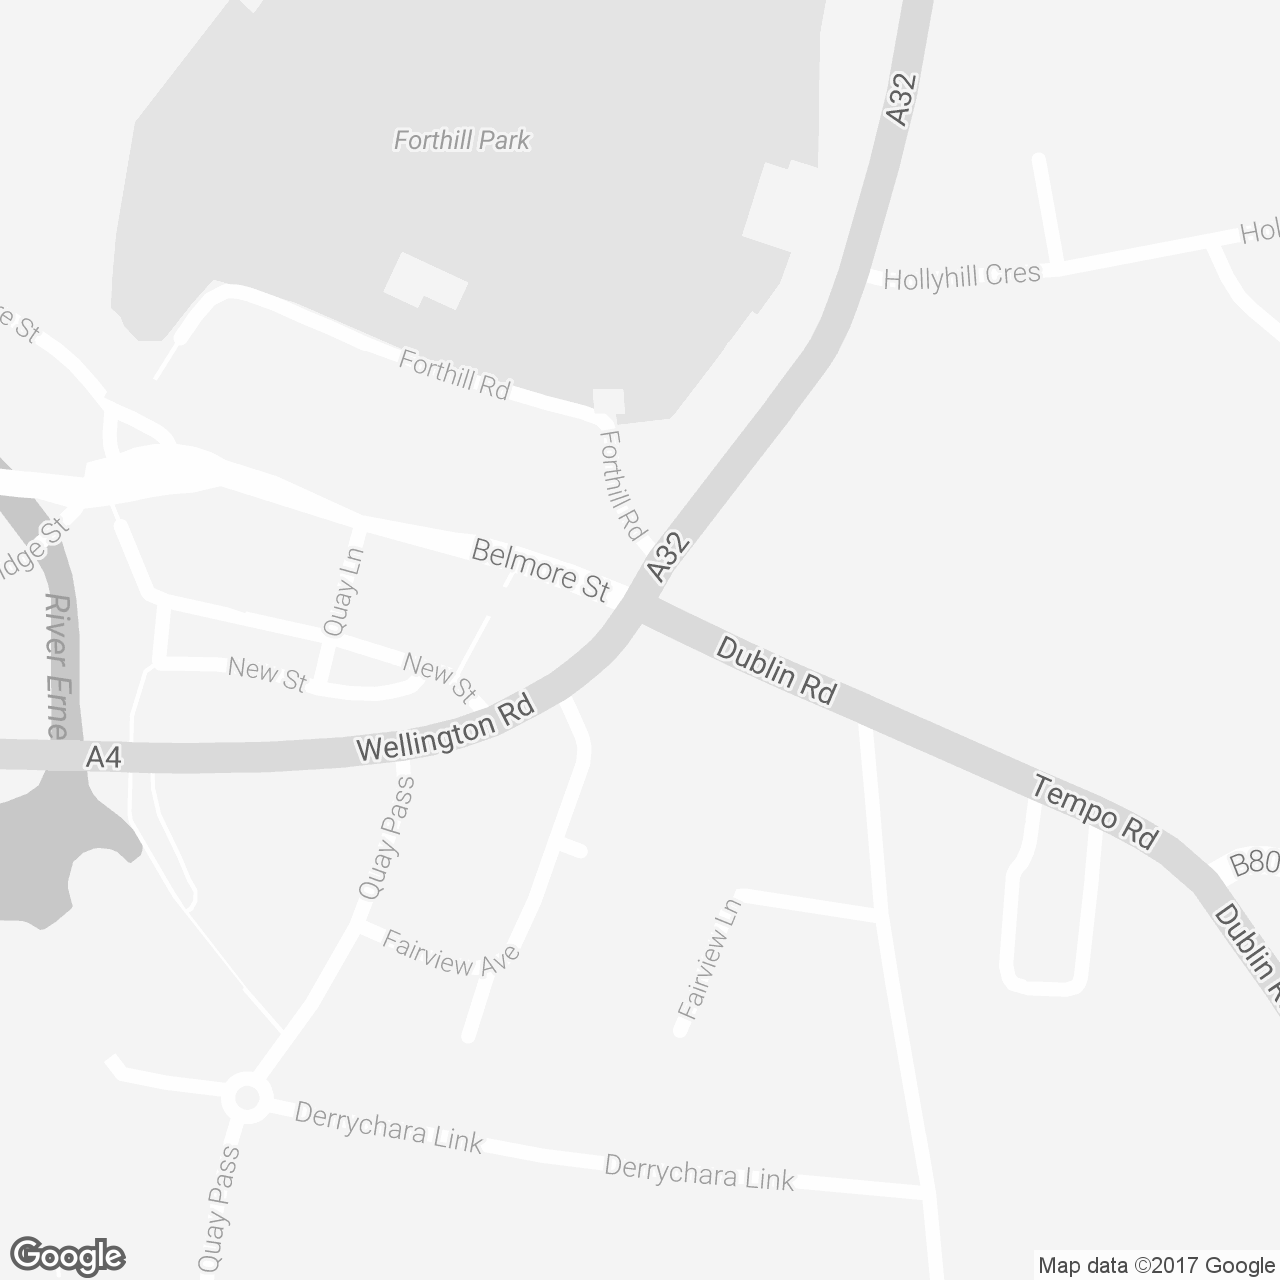 A32
Forthill Park
Hollyhill Cres
Forthill Rd
Forthill Rd
A32
Belmore St
Quay Ln
River Erne
New St
New St
Dublin Rd
Wellington Rd
A4
Tempo Rd
Quay Pass
B80
Fairview Ln
Dublin
Fairview Ave
Derrychara Link
Derrychara Link
Quay Pass
Google
Map data ©2017 Google